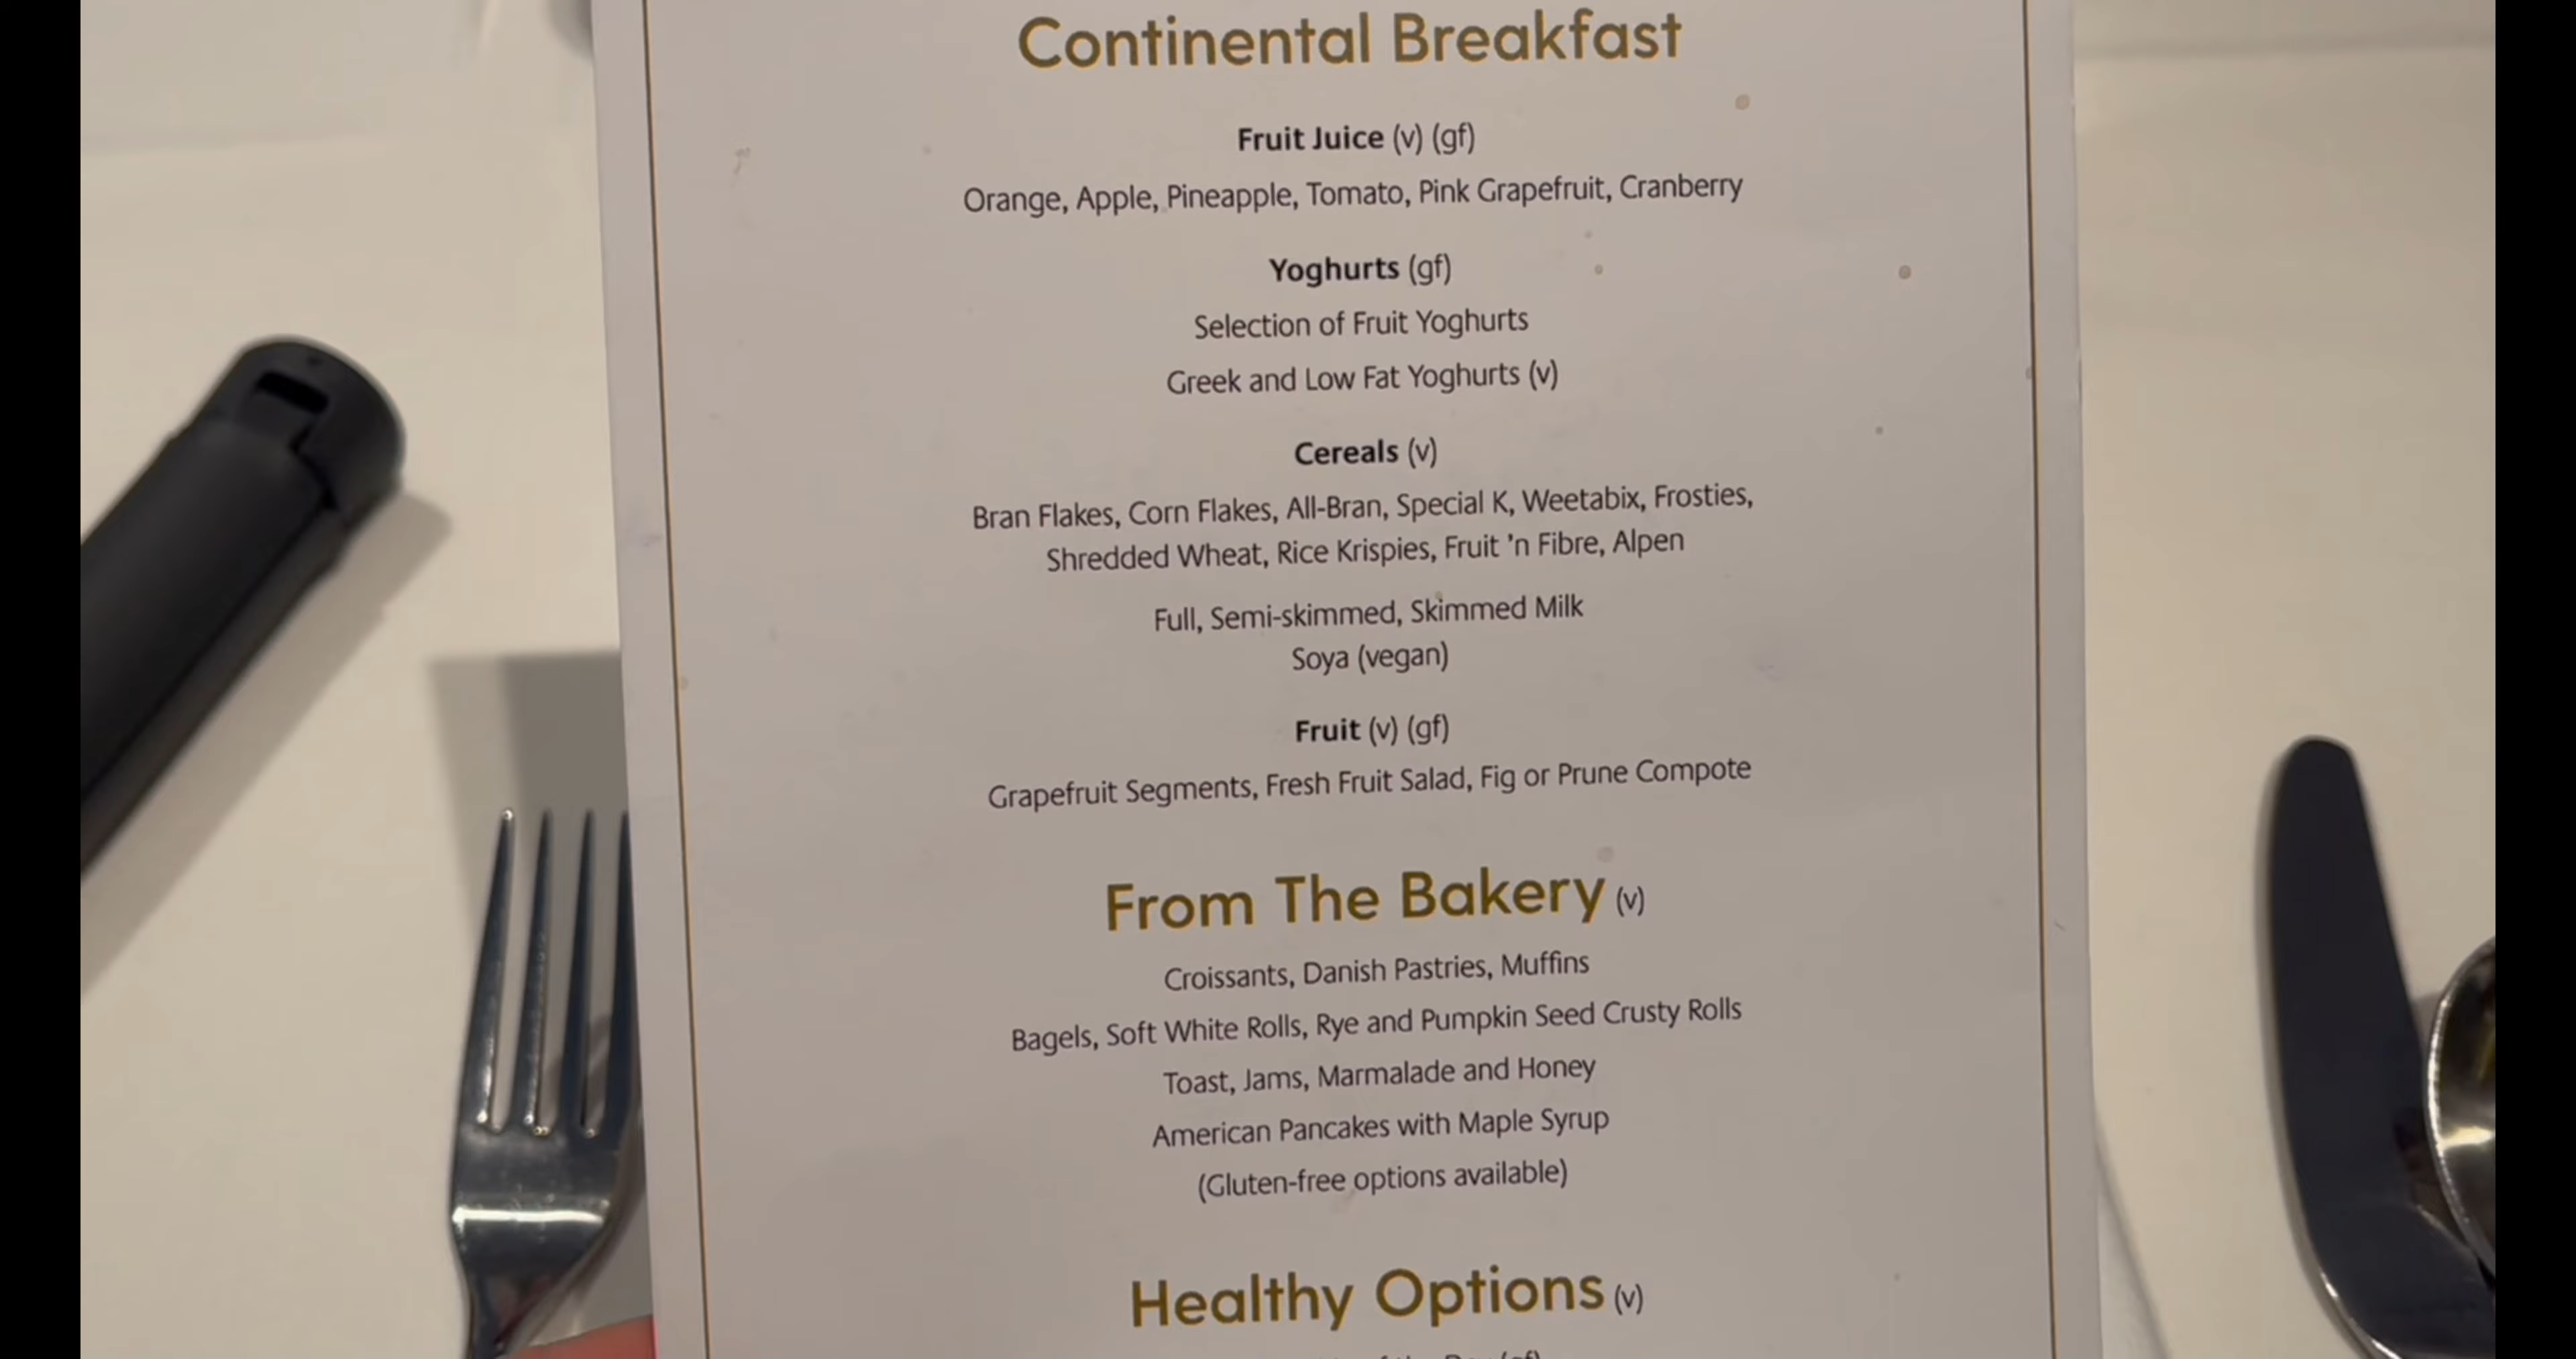 Continental Breakfast
Fruit Juice (v) (gf)
Orange, Apple, Pineapple, Tomato, Pink Grapefruit, Cranberry
Yoghurts (gf)
Selection of Fruit Yoghurts
Greek and Low Fat Yoghurts (v)
Cereals (v)
Bran Flakes, Corn Flakes, All-Bran, Special K, Weetabix, Frosties,
Shredded Wheat, Rice Krispies, Fruit 'n Fibre, Alpen
Full, Semi-skimmed, Skimmed Milk
Soya (vegan)
Fruit (v) (gf)
Grapefruit Segments, Fresh Fruit Salad, Fig or Prune Compote
From The Bakery (v)
Croissants, Danish Pastries, Muffins
Bagels, Soft White Rolls, Rye and Pumpkin Seed Crusty Rolls
Toast, Jams, Marmalade and Honey
American Pancakes with Maple Syrup
(Gluten-free options available)
Healthy Options (v)